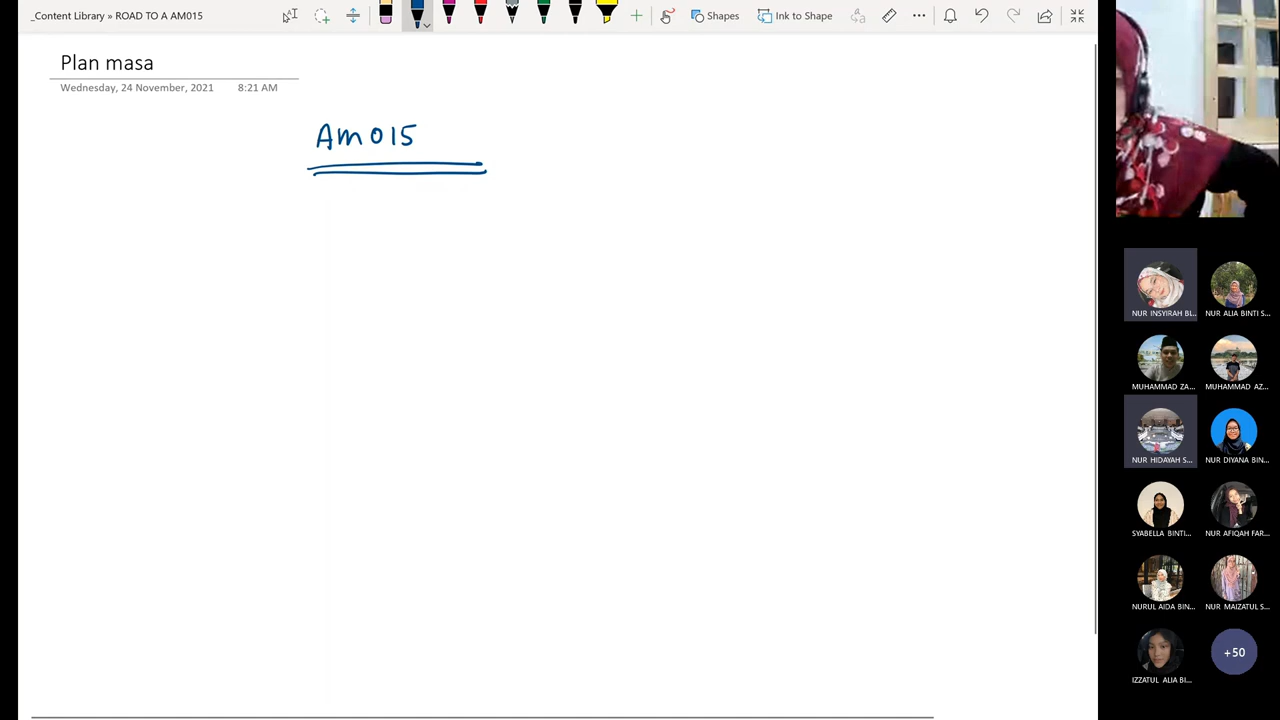 _Content Library » ROAD TO A AM015
Shapes
Ink to Shape
Plan masa
Wednesday, 24 November, 2021 8:21 AM
AM015
NUR INSYIRAH BI...
NUR ALIA BINTI S...
MUHAMMAD ZA...
MUHAMMAD AZ...
NUR HIDAYAH S...
NUR DIYANA BIN...
SYABELLA BINTI...
NUR AFIQAH FAR...
NURUL AIDA BIN...
NUR MAIZATUL S...
IZZATUL ALIA BI...
+50